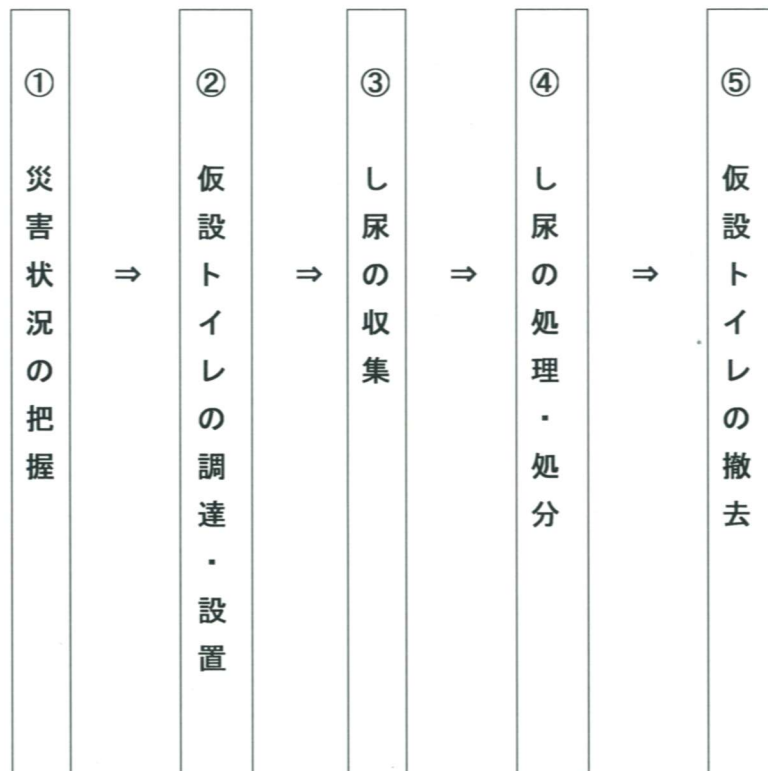 ① 災害状況の把握
⇒
② 仮設トイレの調達・設置
⇒
③ し尿の収集
⇒
④ し尿の処理・処分
⇒
⑤ 仮設トイレの撤去